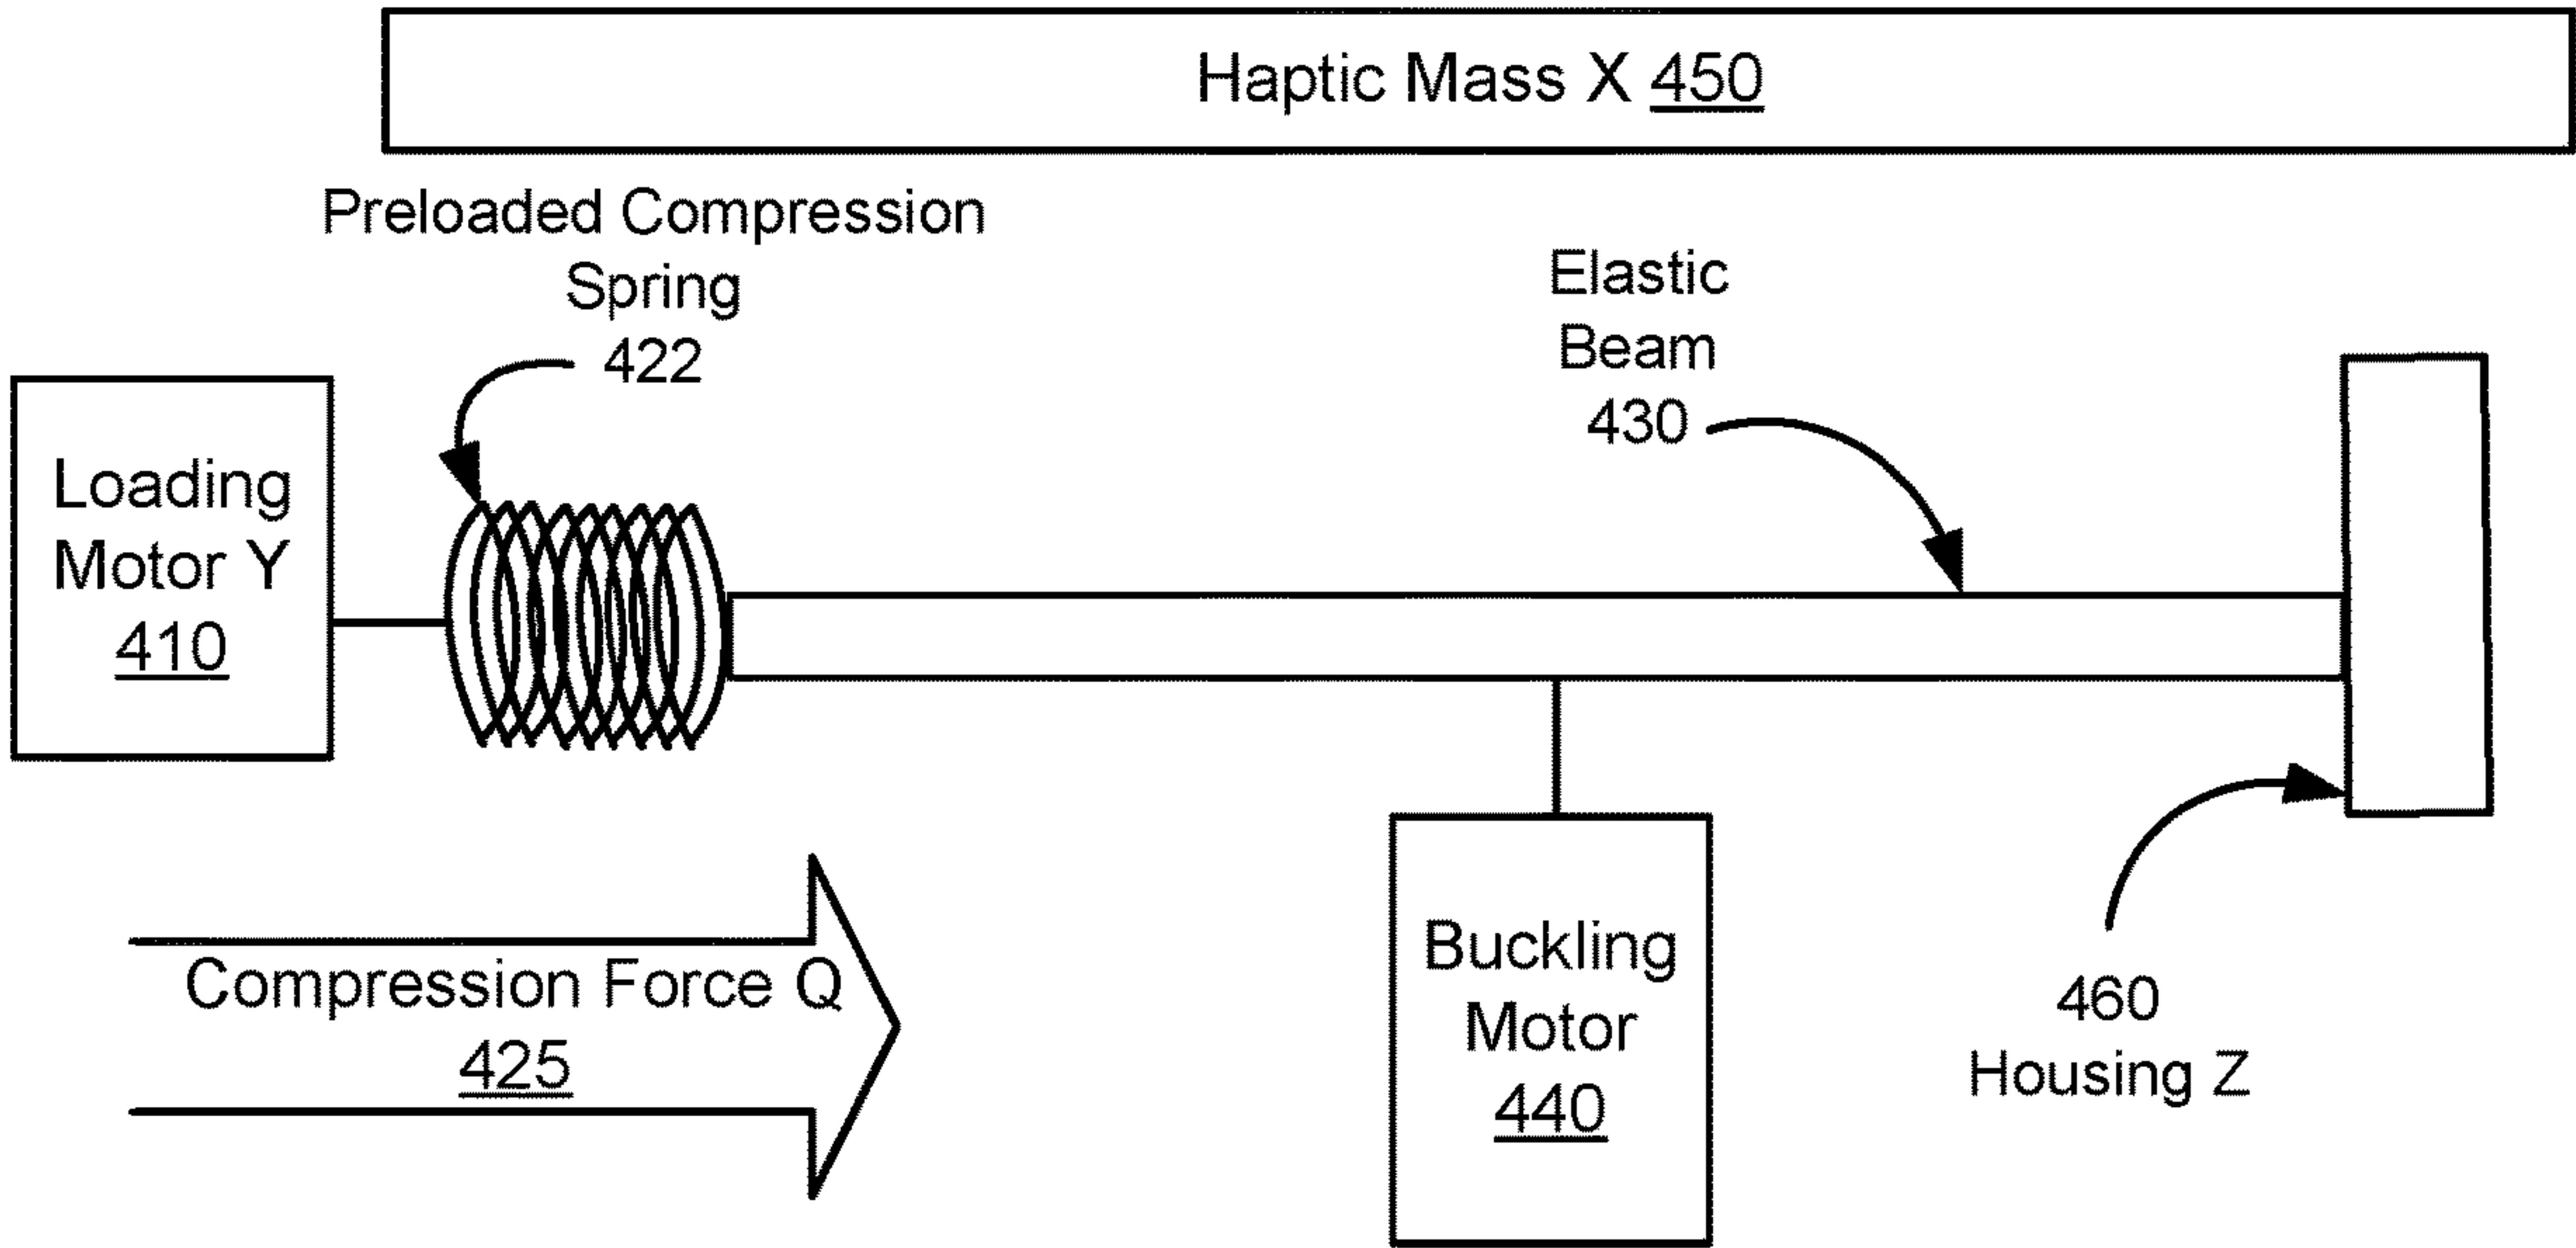 Haptic Mass X 450
Preloaded Compression
Spring
422
Elastic
Beam
430
Loading
Motor Y
410
Compression Force Q
425
Buckling
Motor
440
460
Housing Z